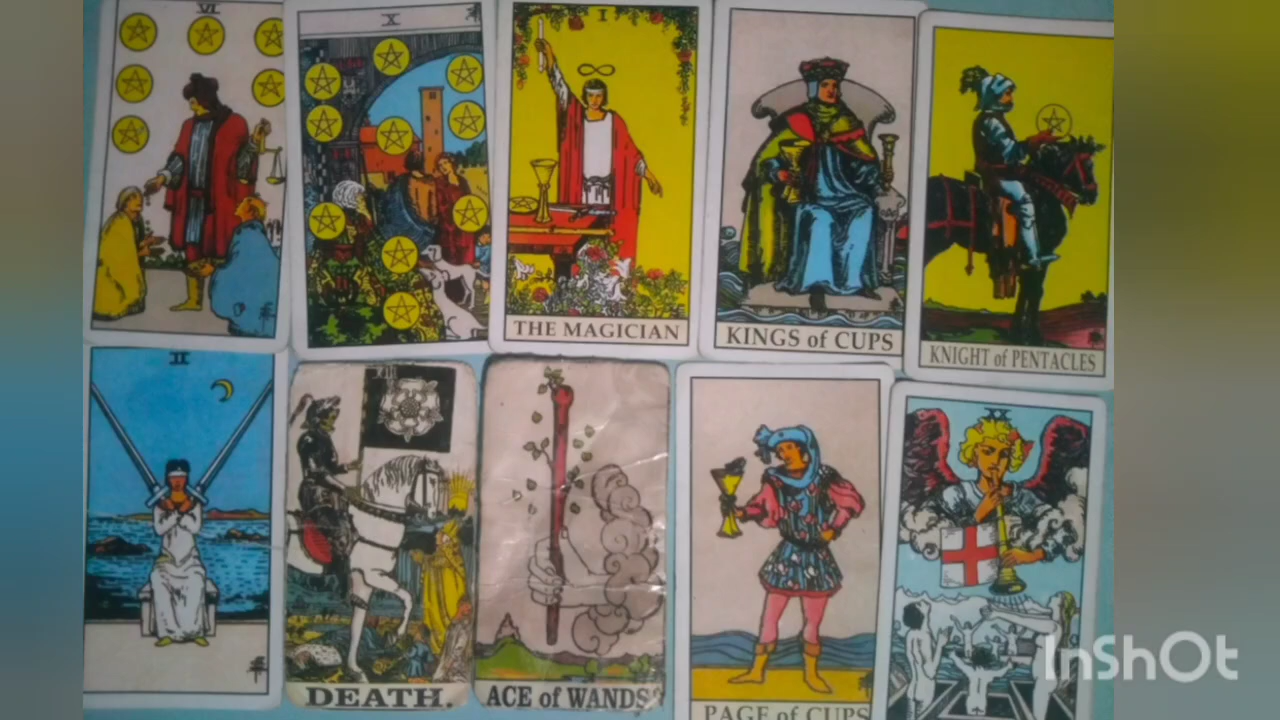 VI
X
I
THE MAGICIAN
KINGS of CUPS
KNIGHT of PENTACLES
II
XIII
DEATH.
ACE of WANDS
PAGE of CUPS
XX
InShOt